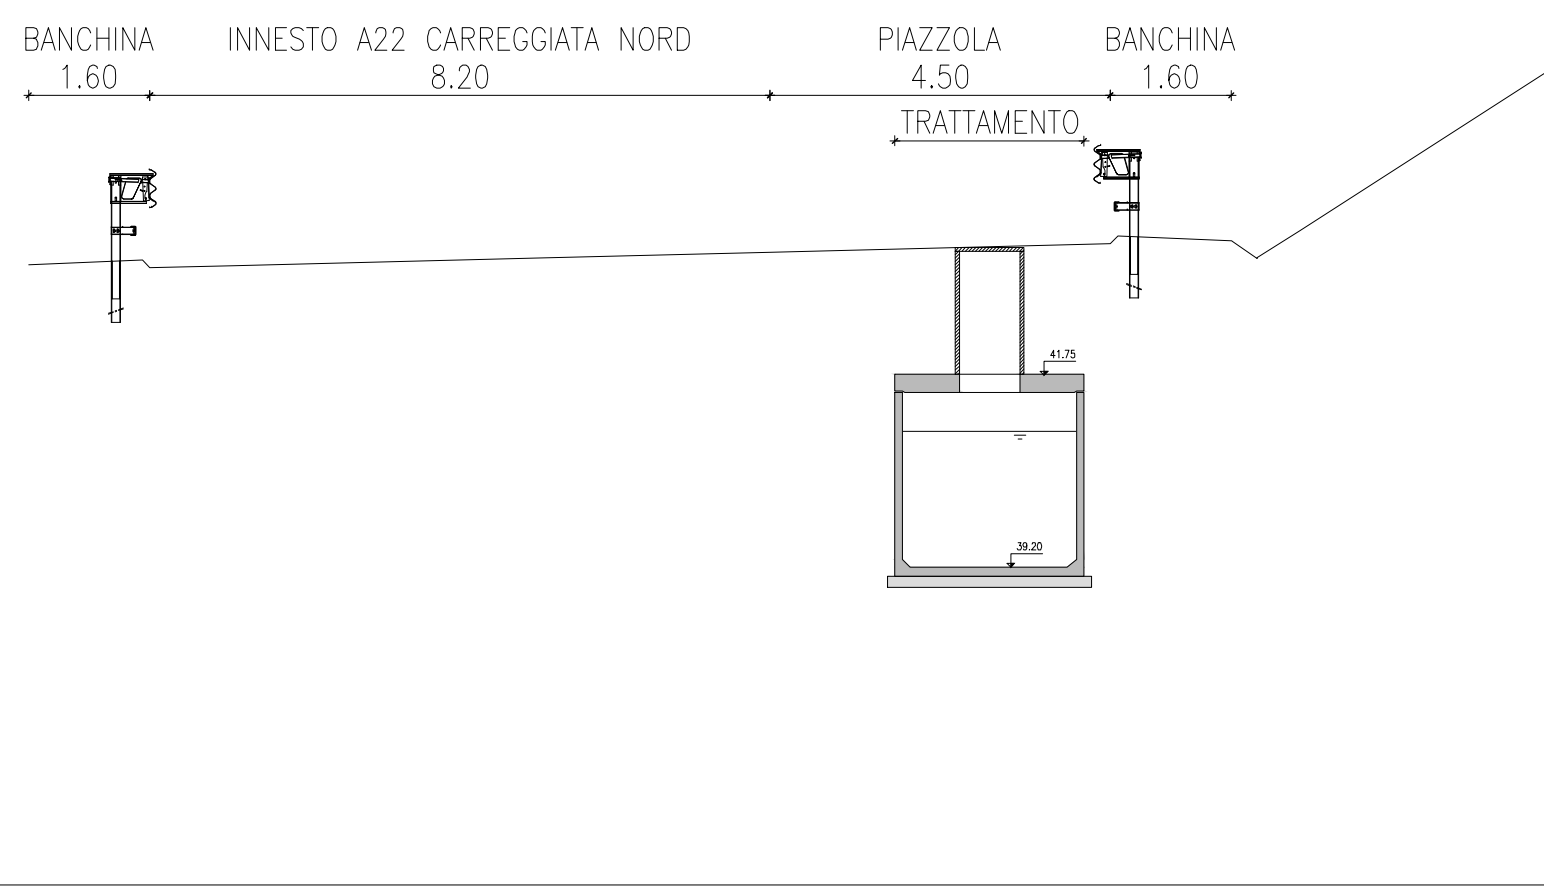 BANCHINA INNESTO A22 CARREGGIATA NORD PIAZZOLA BANCHINA
1.60 8.20 4.50 1.60
TRATTAMENTO
41.75
39.20